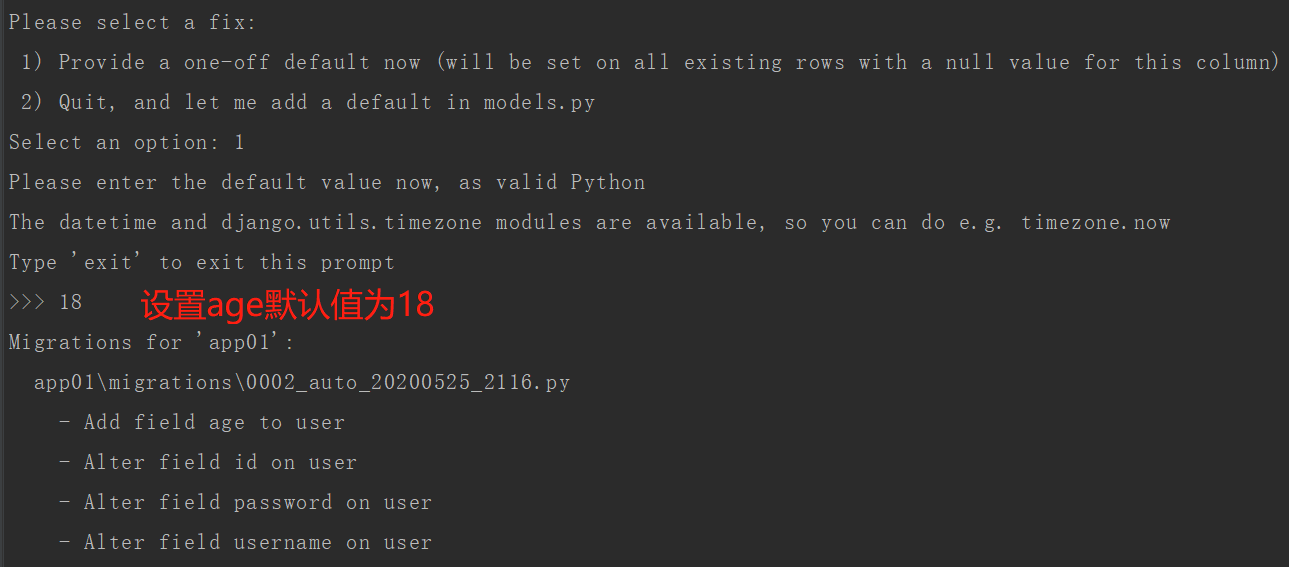 Please select a fix:
 1) Provide a one-off default now (will be set on all existing rows with a null value for this column)
 2) Quit, and let me add a default in models.py
Select an option: 1
Please enter the default value now, as valid Python
The datetime and django.utils.timezone modules are available, so you can do e.g. timezone.now
Type 'exit' to exit this prompt
>>> 18 设置age默认值为18
Migrations for 'app01':
  app01\migrations\0002_auto_20200525_2116.py
    - Add field age to user
    - Alter field id on user
    - Alter field password on user
    - Alter field username on user